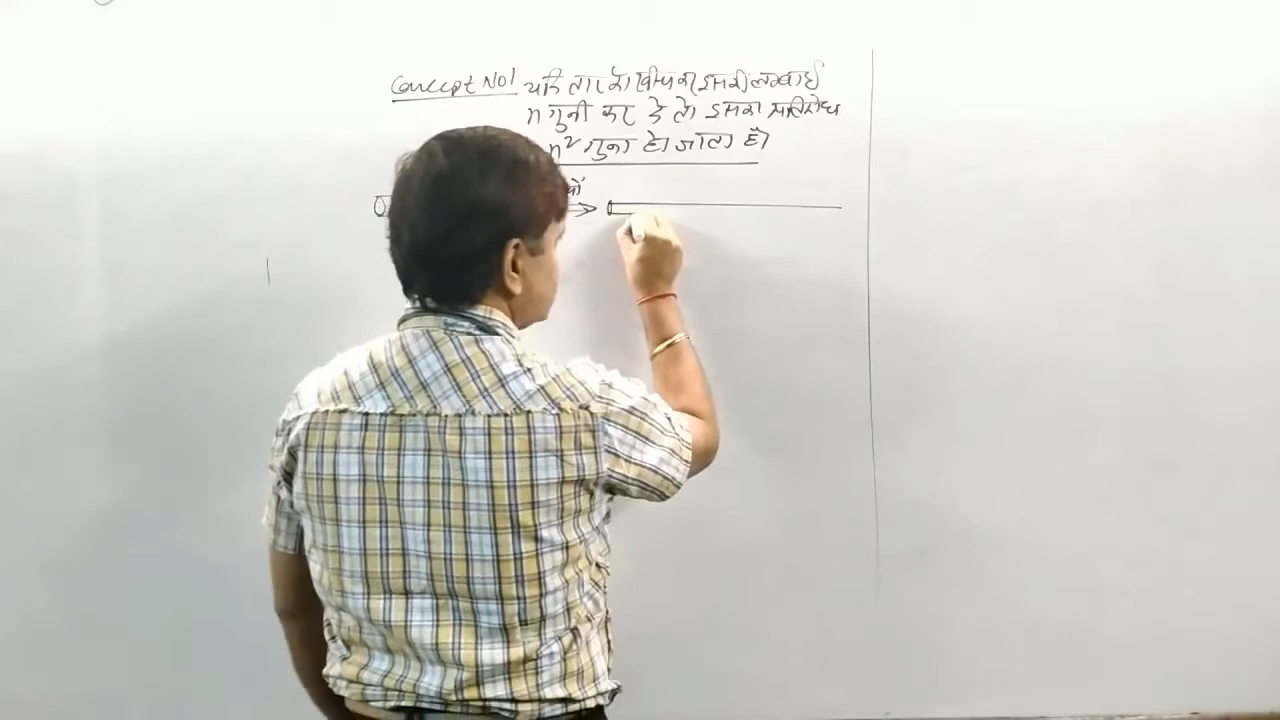 Concept No1 यदि तार को खींचकर इसकी लम्बाई
n गुनी कर दे तो इसका प्रतिरोध
n² गुना हो जाता है।